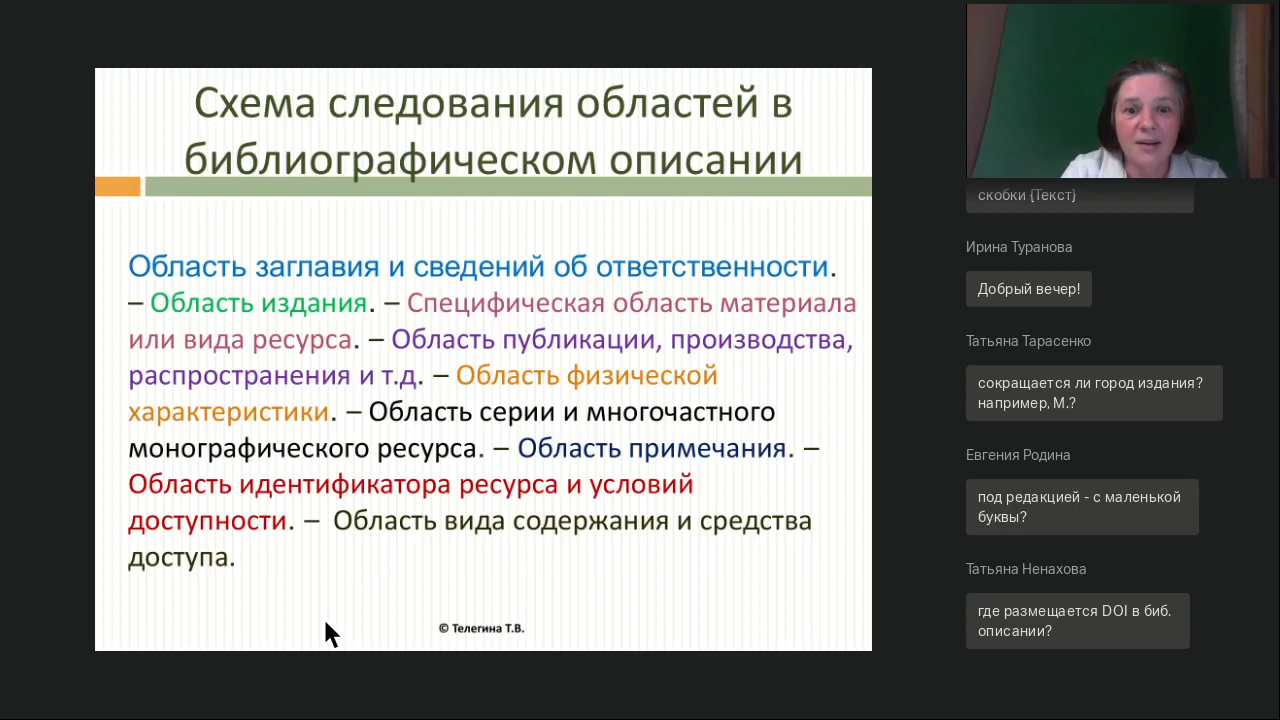 Схема следования областей в
библиографическом описании
Область заглавия и сведений об ответственности.
– Область издания. – Специфическая область материала
или вида ресурса. – Область публикации, производства,
распространения и т.д. – Область физической
характеристики. – Область серии и многочастного
монографического ресурса. – Область примечания. –
Область идентификатора ресурса и условий
доступности. – Область вида содержания и средства
доступа.
© Телегина Т.В.
скобки {Текст}
Ирина Туранова
Добрый вечер!
Татьяна Тарасенко
сокращается ли город издания?
например, М.?
Евгения Родина
под редакцией - с маленькой
буквы?
Татьяна Ненахова
где размещается DOI в биб.
описании?